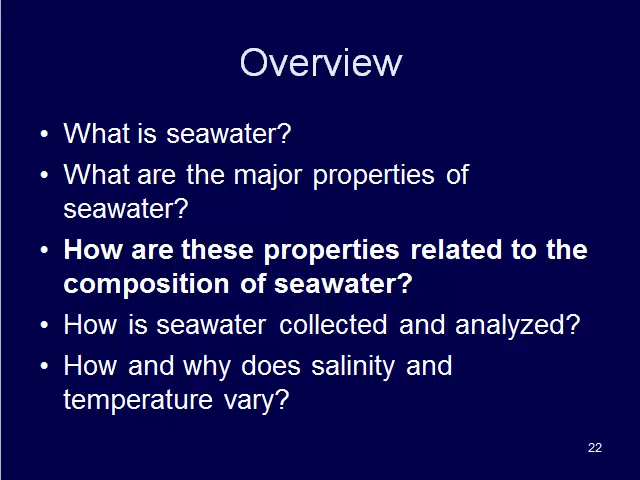 Overview
• What is seawater?
• What are the major properties of
seawater?
• How are these properties related to the
composition of seawater?
• How is seawater collected and analyzed?
• How and why does salinity and
temperature vary?
22